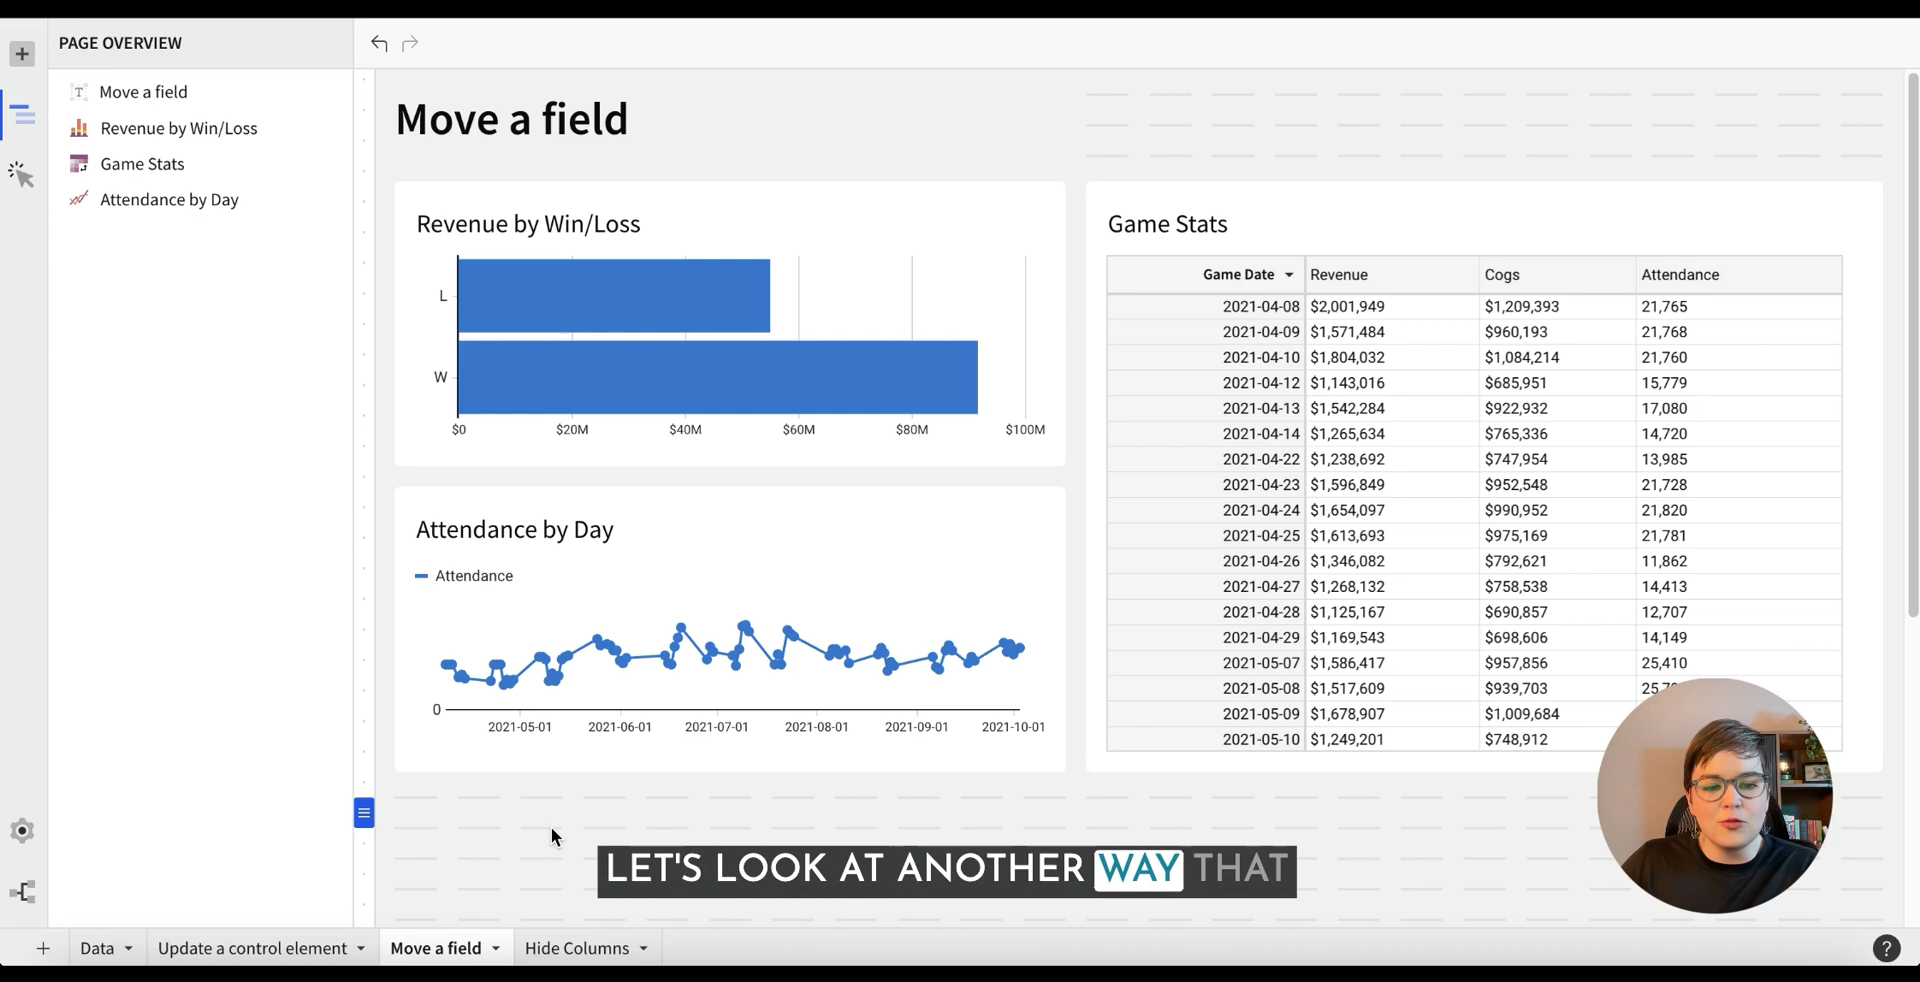 PAGE OVERVIEW
Move a field
Revenue by Win/Loss
Game Stats
Attendance by Day
Move a field
Revenue by Win/Loss
L
W
$0 $20M $40M $60M $80M $100M
Attendance by Day
Attendance
0
2021-05-01 2021-06-01 2021-07-01 2021-08-01 2021-09-01 2021-10-01
Game Stats
Game Date Revenue Cogs Attendance
2021-04-08 $2,001,949 $1,209,393 21,765
2021-04-09 $1,571,484 $960,193 21,768
2021-04-10 $1,804,032 $1,084,214 21,760
2021-04-12 $1,143,016 $685,951 15,779
2021-04-13 $1,542,284 $922,932 17,080
2021-04-14 $1,265,634 $765,336 14,720
2021-04-22 $1,238,692 $747,954 13,985
2021-04-23 $1,596,849 $952,548 21,728
2021-04-24 $1,654,097 $990,952 21,820
2021-04-25 $1,613,693 $975,169 21,781
2021-04-26 $1,346,082 $792,621 11,862
2021-04-27 $1,268,132 $758,538 14,413
2021-04-28 $1,125,167 $690,857 12,707
2021-04-29 $1,169,543 $698,606 14,149
2021-05-07 $1,586,417 $957,856 25,410
2021-05-08 $1,517,609 $939,703
2021-05-09 $1,678,907 $1,009,684
2021-05-10 $1,249,201 $748,912
LET'S LOOK AT ANOTHER WAY THAT
Data Update a control element Move a field Hide Columns
?